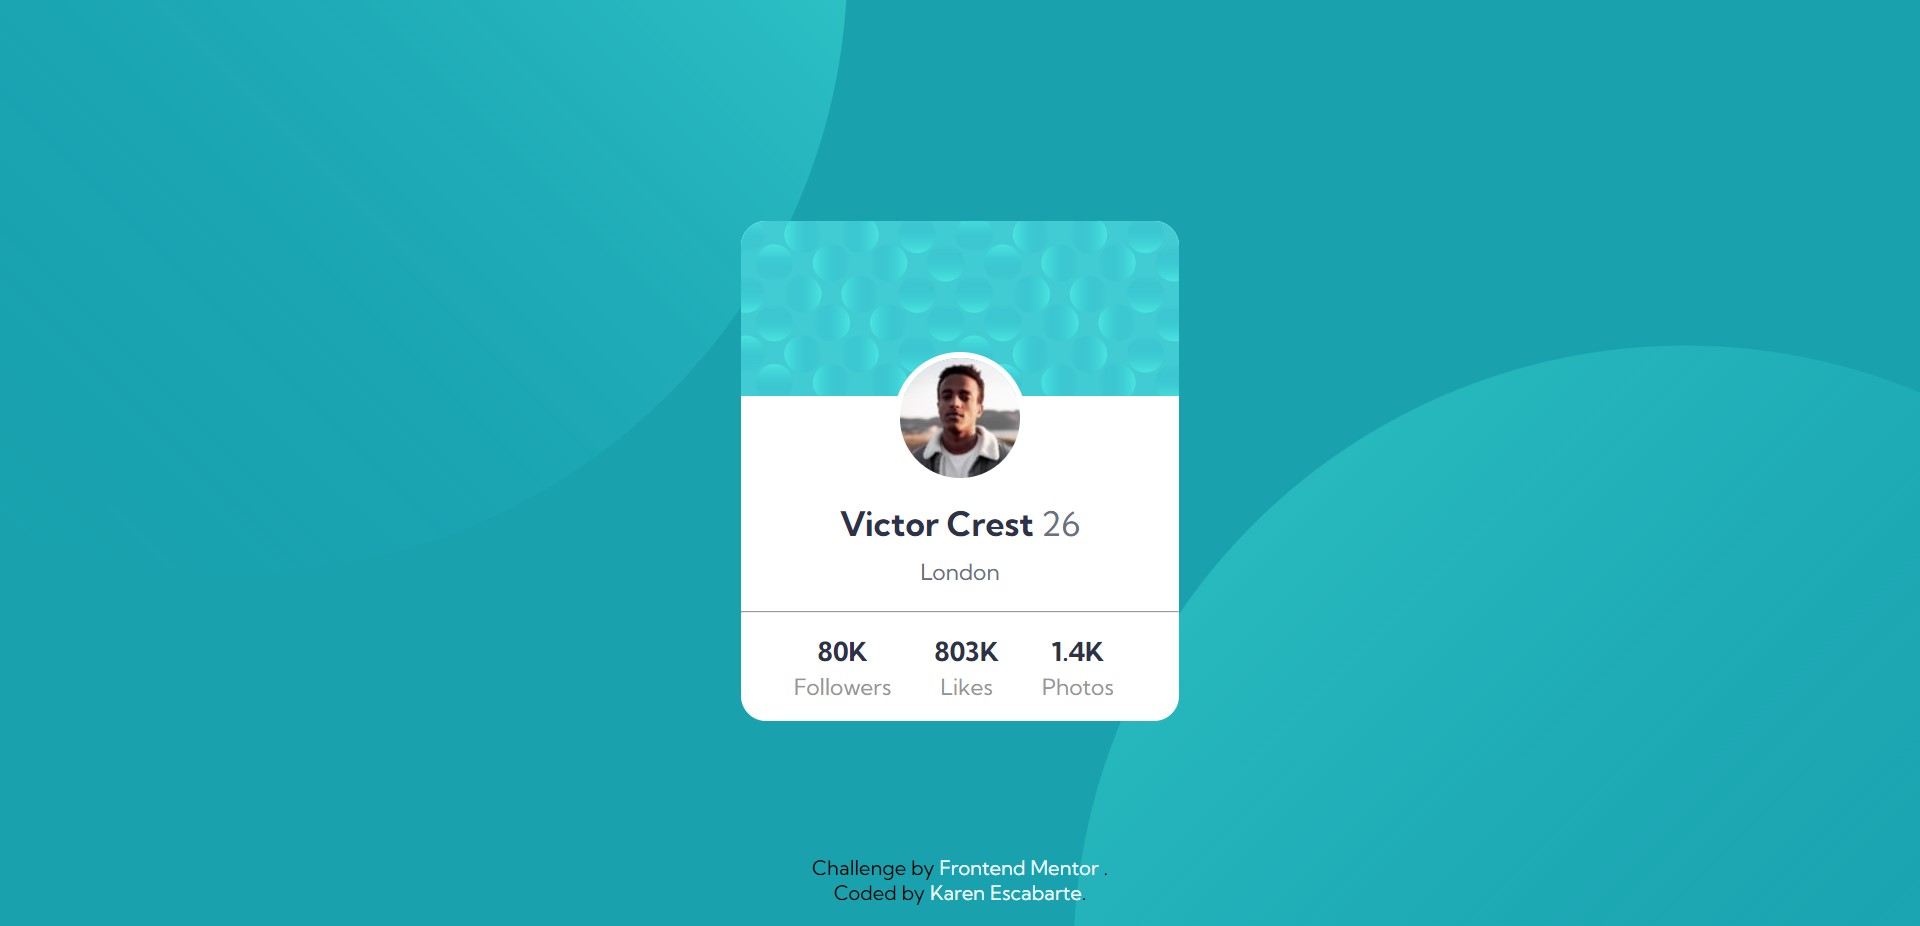 Victor Crest 26
London
80K 803K 1.4K
Followers Likes Photos
Challenge by Frontend Mentor .
Coded by Karen Escabarte.